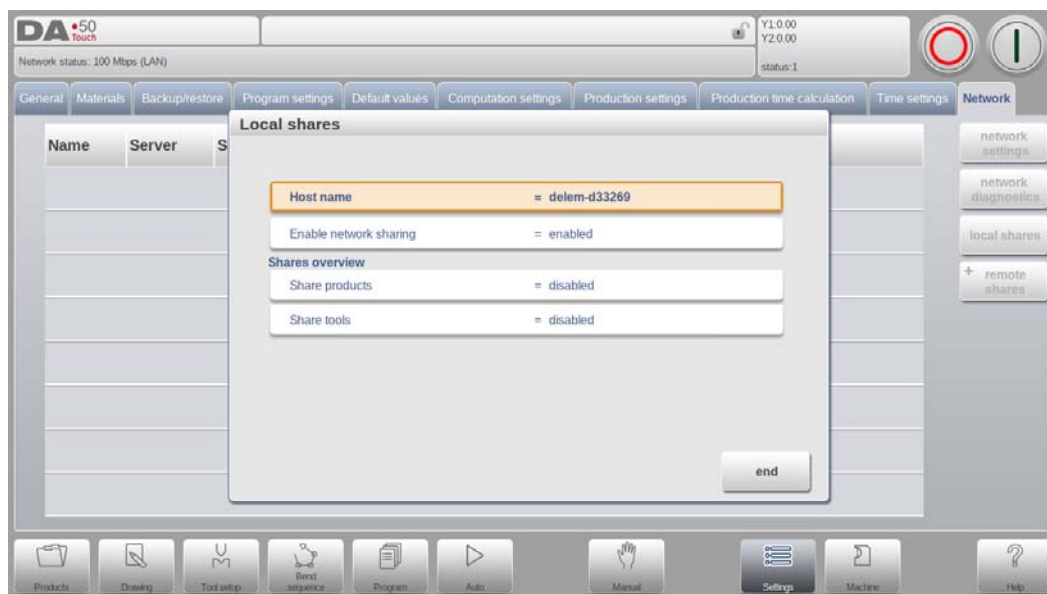 DA•50
Touch
Y1:0.00
Y2:0.00
Network status: 100 Mbps (LAN)
status:1
General Materials Backup/restore Program settings Default values Computation settings Production settings Production time calculation Time settings Network
Local shares
Name Server S
network
settings
network
diagnostics
local shares
+ remote
shares
Host name = delem-d33269
Enable network sharing = enabled
Shares overview
Share products = disabled
Share tools = disabled
end
Products Drawing Tool setup Bend
sequence Program Auto Manual Settings Machine Help